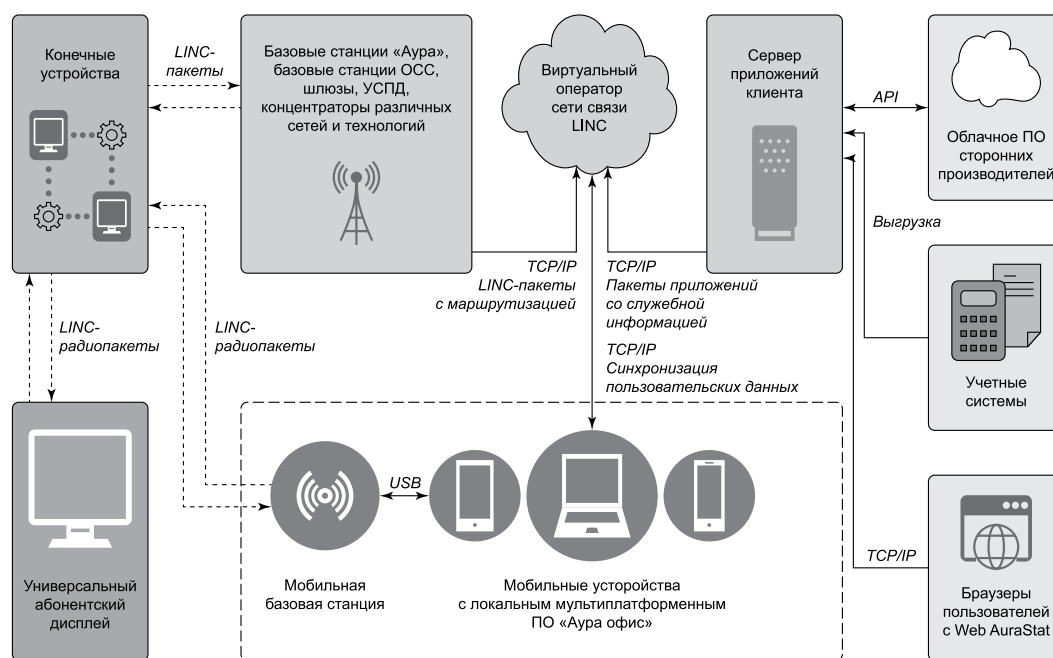 Конечные
устройства
LINC-
пакеты
Базовые станции «Аура»,
базовые станции ОСС,
шлюзы, УСПД,
концентраторы различных
сетей и технологий
Виртуальный
оператор
сети связи
LINC
Сервер
приложений
клиента
API
Облачное ПО
сторонних
производителей
Выгрузка
TCP/IP
LINC-пакеты
с маршрутизацией
TCP/IP
Пакеты приложений
со служебной
информацией
TCP/IP
Синхронизация
пользовательских данных
LINC-
радиопакеты
LINC-
радиопакеты
Учетные
системы
USB
TCP/IP
Универсальный
абонентский
дисплей
Мобильная
базовая станция
Мобильные усторойства
с локальным мультиплатформенным
ПО «Аура офис»
Браузеры
пользователей
с Web AuraStat